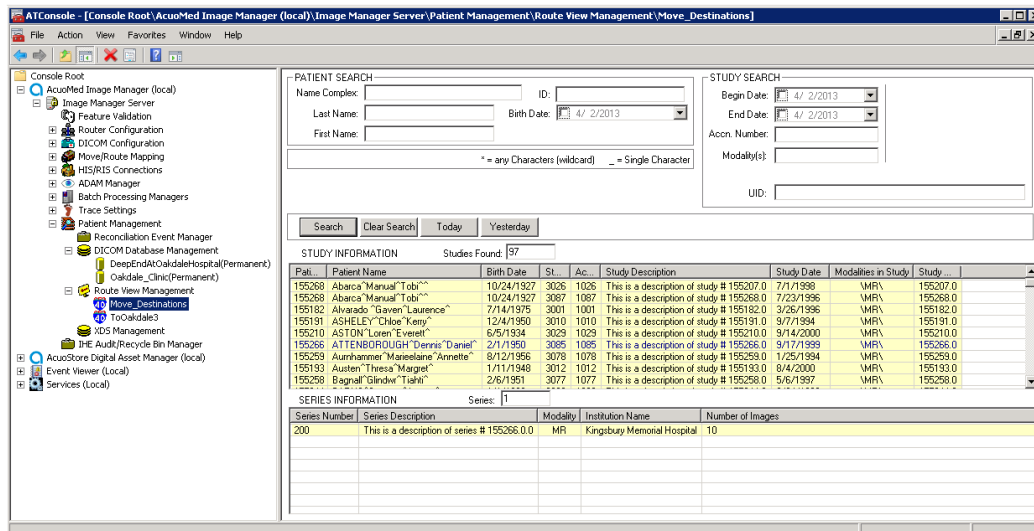 ATConsole - [Console Root\AcuoMed Image Manager (local)\Image Manager Server\Patient Management\Route View Management\Move_Destinations]
File Action View Favorites Window Help
Console Root
AcuoMed Image Manager (local)
Image Manager Server
Feature Validation
Router Configuration
DICOM Configuration
Move/Route Mapping
HIS/RIS Connections
ADAM Manager
Batch Processing Managers
Trace Settings
Patient Management
Reconciliation Event Manager
DICOM Database Management
DeepEndAtOakdaleHospital(Permanent)
Oakdale_Clinic(Permanent)
Route View Management
Move_Destinations
ToOakdale3
XDS Management
IHE Audit/Recycle Bin Manager
AcuoStore Digital Asset Manager (local)
Event Viewer (Local)
Services (Local)
PATIENT SEARCH
Name Complex:
ID:
Last Name:
Birth Date: 4/ 2/2013
First Name:
* = any Characters (wildcard) _ = Single Character
STUDY SEARCH
Begin Date: 4/ 2/2013
End Date: 4/ 2/2013
Accn. Number:
Modality(s):
UID:
Search Clear Search Today Yesterday
STUDY INFORMATION Studies Found: 97
Pati... Patient Name Birth Date St... Ac... Study Description Study Date Modalities in Study Study ...
155268 Abarca^Manual^Tobi^^ 10/24/1927 3026 1026 This is a description of study # 155207.0 7/1/1998 \MR\ 155207.0
155268 Abarca^Manual^Tobi^^ 10/24/1927 3087 1087 This is a description of study # 155268.0 7/23/1996 \MR\ 155268.0
155182 Alvarado ^Gaven^Laurence^ 7/14/1975 3001 1001 This is a description of study # 155182.0 3/26/1996 \MR\ 155182.0
155191 ASHELEY^Chloe^Kerry^ 12/4/1950 3010 1010 This is a description of study # 155191.0 9/7/1994 \MR\ 155191.0
155210 ASTON^Loren^Everett^ 6/5/1934 3029 1029 This is a description of study # 155210.0 9/14/2000 \MR\ 155210.0
155266 ATTENBOROUGH^Dennis^Daniel^ 2/1/1950 3085 1085 This is a description of study # 155266.0 9/17/1999 \MR\ 155266.0
155259 Aurnhammer^Marieelaine^Annette^ 8/12/1956 3078 1078 This is a description of study # 155259.0 1/25/1994 \MR\ 155259.0
155193 Austen^Thresa^Margret^ 1/11/1948 3012 1012 This is a description of study # 155193.0 8/4/2000 \MR\ 155193.0
155258 Bagnall^Glindwr^Tiahti^ 2/6/1951 3077 1077 This is a description of study # 155258.0 5/6/1997 \MR\ 155258.0
SERIES INFORMATION Series: 1
Series Number Series Description Modality Institution Name Number of Images
200 This is a description of series # 155266.0.0 MR Kingsbury Memorial Hospital 10